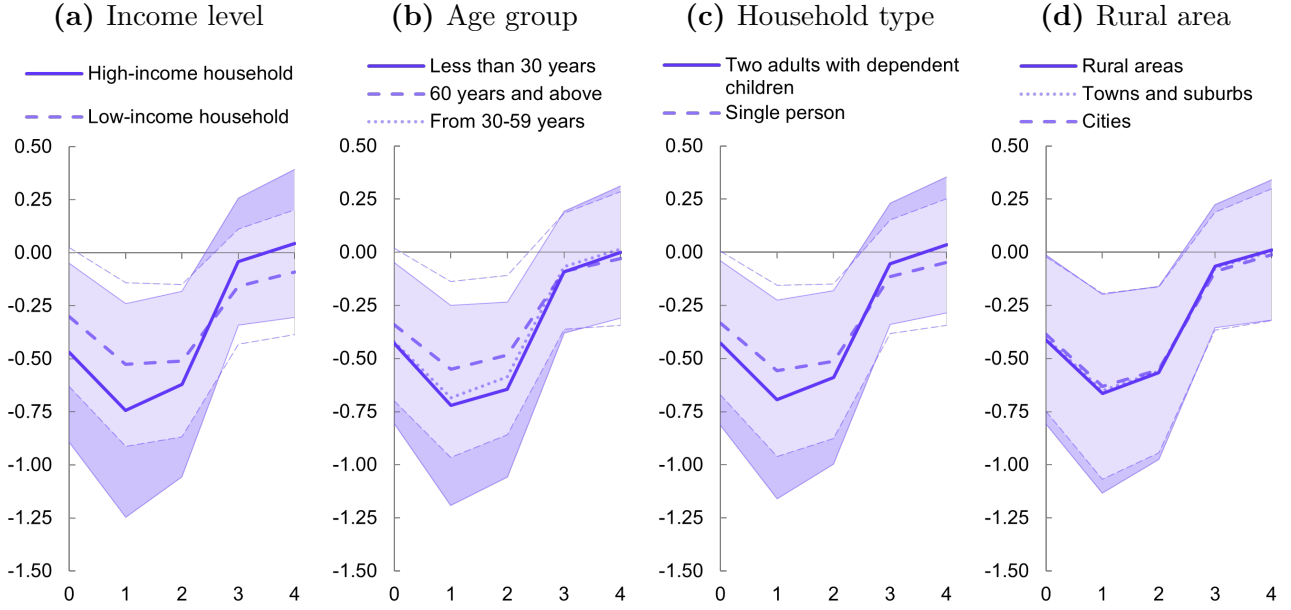 (a) Income level
High-income household
Low-income household
0.50
0.25
0.00
-0.25
-0.50
-0.75
-1.00
-1.25
-1.50
0 1 2 3 4
(b) Age group
Less than 30 years
60 years and above
From 30-59 years
0.50
0.25
0.00
-0.25
-0.50
-0.75
-1.00
-1.25
-1.50
0 1 2 3 4
(c) Household type
Two adults with dependent
children
Single person
0.50
0.25
0.00
-0.25
-0.50
-0.75
-1.00
-1.25
-1.50
0 1 2 3 4
(d) Rural area
Rural areas
Towns and suburbs
Cities
0.50
0.25
0.00
-0.25
-0.50
-0.75
-1.00
-1.25
-1.50
0 1 2 3 4